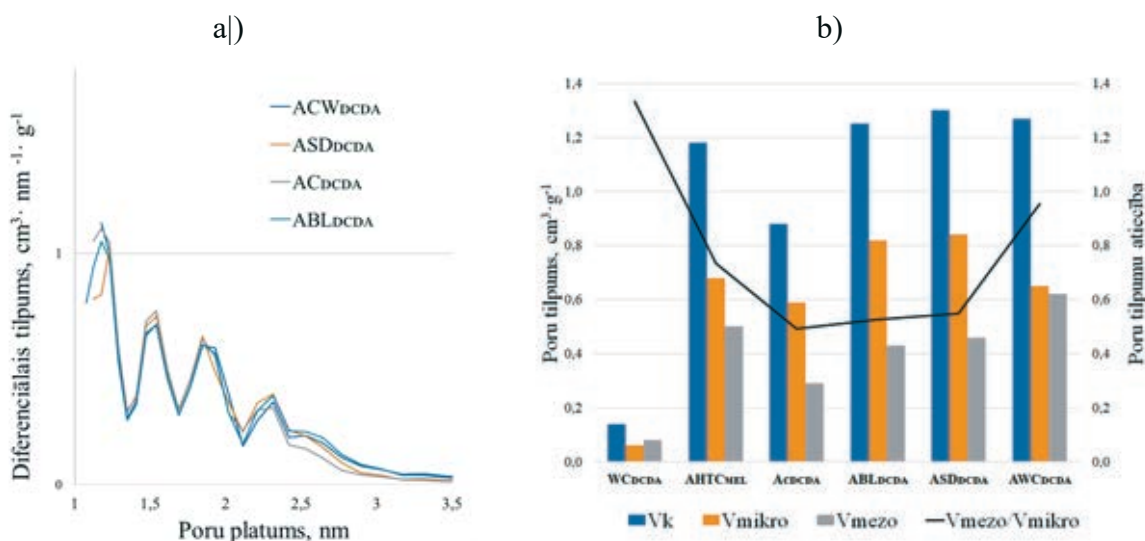 a|)
Diferenciālais tilpums, cm³· nm ⁻¹· g⁻¹
1
0
ACWDCDA
ASDDCDA
ACDCDA
ABLDCDA
1 1,5 2 2,5 3 3,5
Poru platums, nm
b)
Poru tilpums, cm³·g⁻¹
1,4
1,2
1,0
0,8
0,6
0,4
0,2
0,0
1,4
1,2
1,0
0,8
0,6
0,4
0,2
0,0
Poru tilpumu atiecība
WCDCDA AHTCMEL ACDCDA ABLDCDA ASDDCDA AWCDCDA
Vk Vmikro Vmezo Vmezo/Vmikro